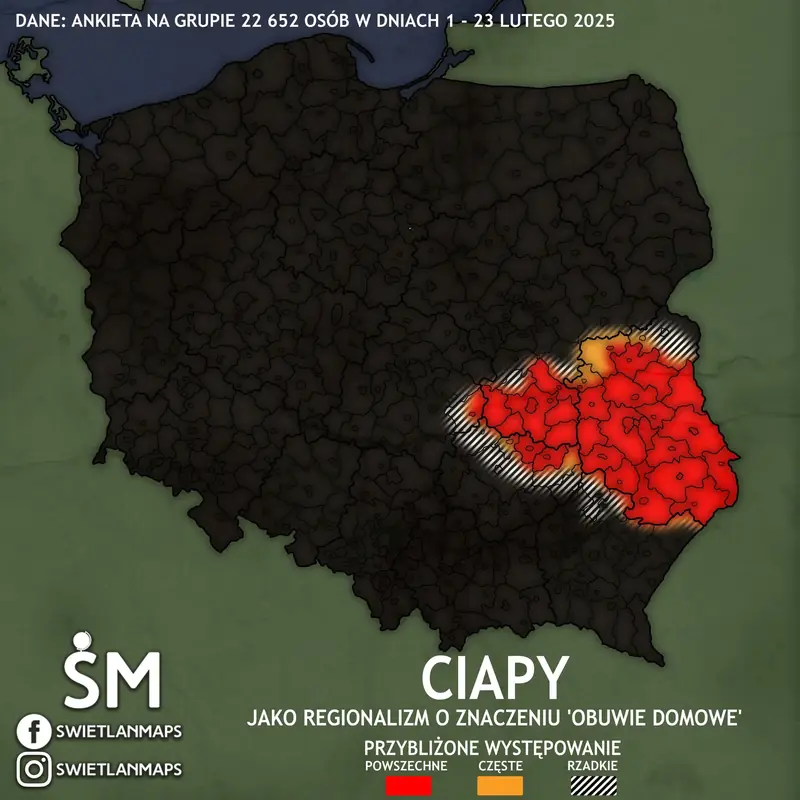 DANE: ANKIETA NA GRUPIE 22 652 OSÓB W DNIACH 1 - 23 LUTEGO 2025
ŚM
SWIETLANMAPS
SWIETLANMAPS
CIAPY
JAKO REGIONALIZM O ZNACZENIU 'OBUWIE DOMOWE'
PRZYBLIŻONE WYSTĘPOWANIE
POWSZECHNE CZĘSTE RZADKIE